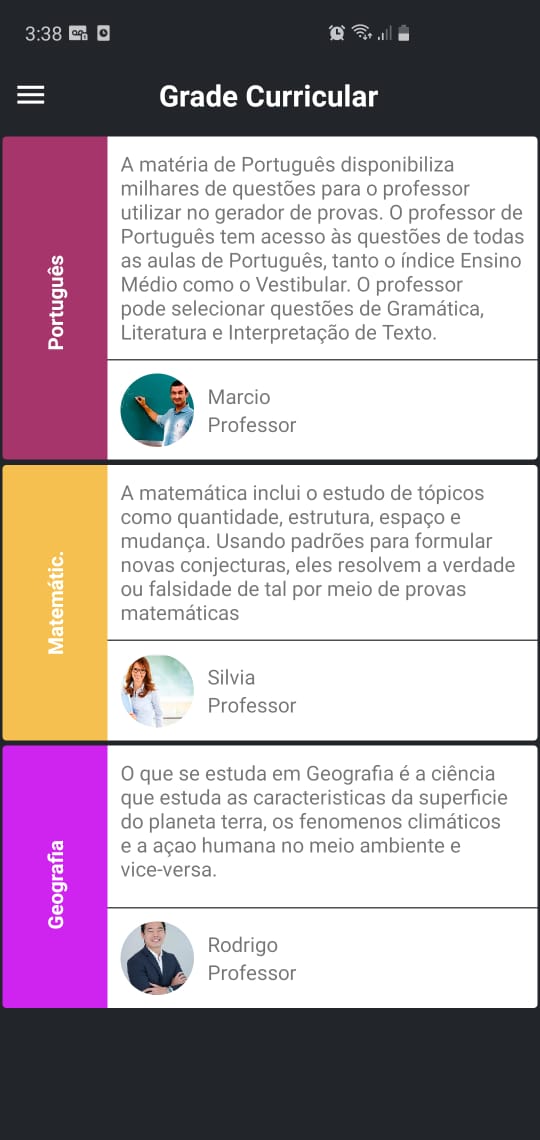 3:38
Grade Curricular
Português
A matéria de Português disponibiliza
milhares de questões para o professor
utilizar no gerador de provas. O professor de
Português tem acesso às questões de todas
as aulas de Português, tanto o índice Ensino
Médio como o Vestibular. O professor
pode selecionar questões de Gramática,
Literatura e Interpretação de Texto.
Marcio
Professor
Matemátic.
A matemática inclui o estudo de tópicos
como quantidade, estrutura, espaço e
mudança. Usando padrões para formular
novas conjecturas, eles resolvem a verdade
ou falsidade de tal por meio de provas
matemáticas
Silvia
Professor
Geografia
O que se estuda em Geografia é a ciência
que estuda as caracteristicas da superficie
do planeta terra, os fenomenos climáticos
e a açao humana no meio ambiente e
vice-versa.
Rodrigo
Professor